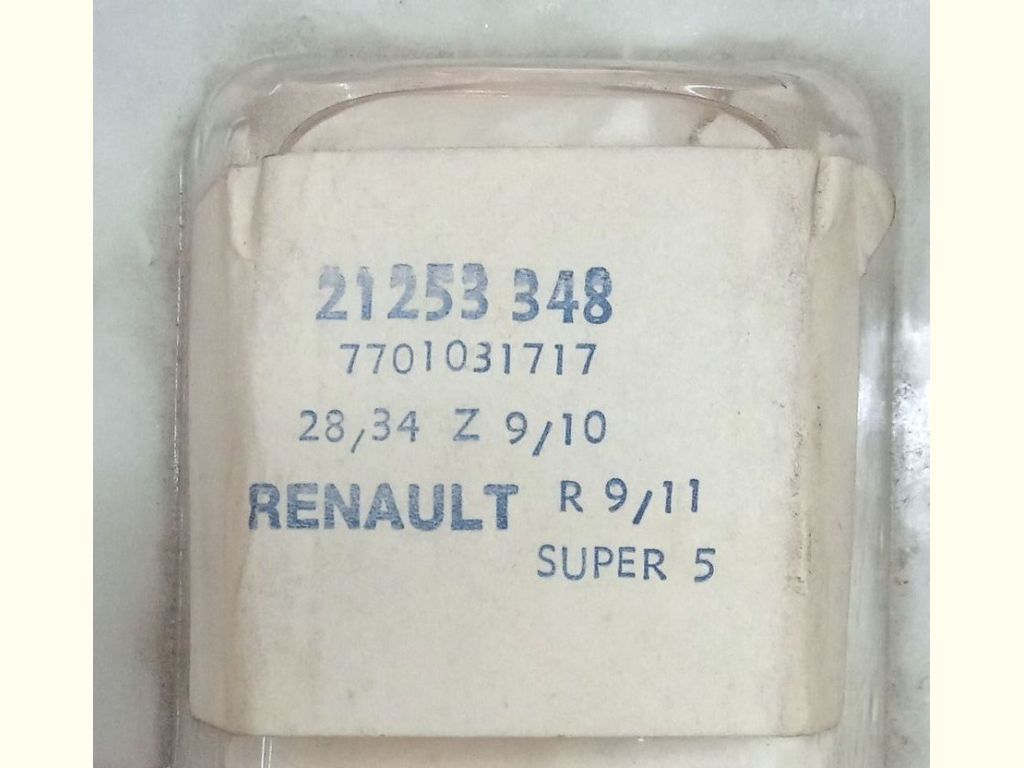 21253 348
7701031717
28,34 Z 9/10
RENAULT R 9/11
SUPER 5